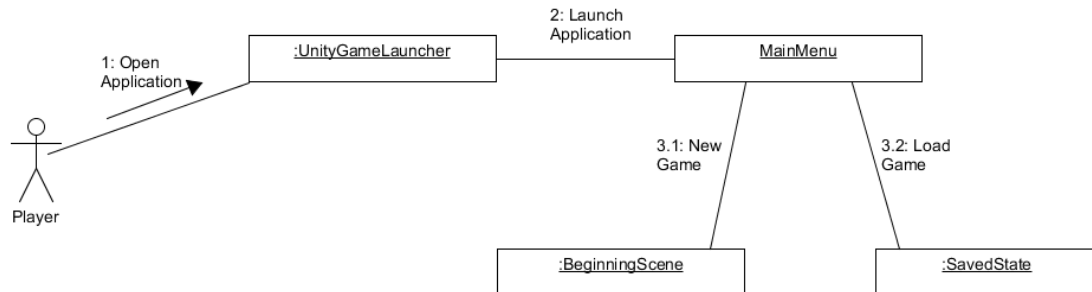 2: Launch
Application
:UnityGameLauncher
MainMenu
1: Open
Application
3.1: New
Game
3.2: Load
Game
Player
:BeginningScene
:SavedState